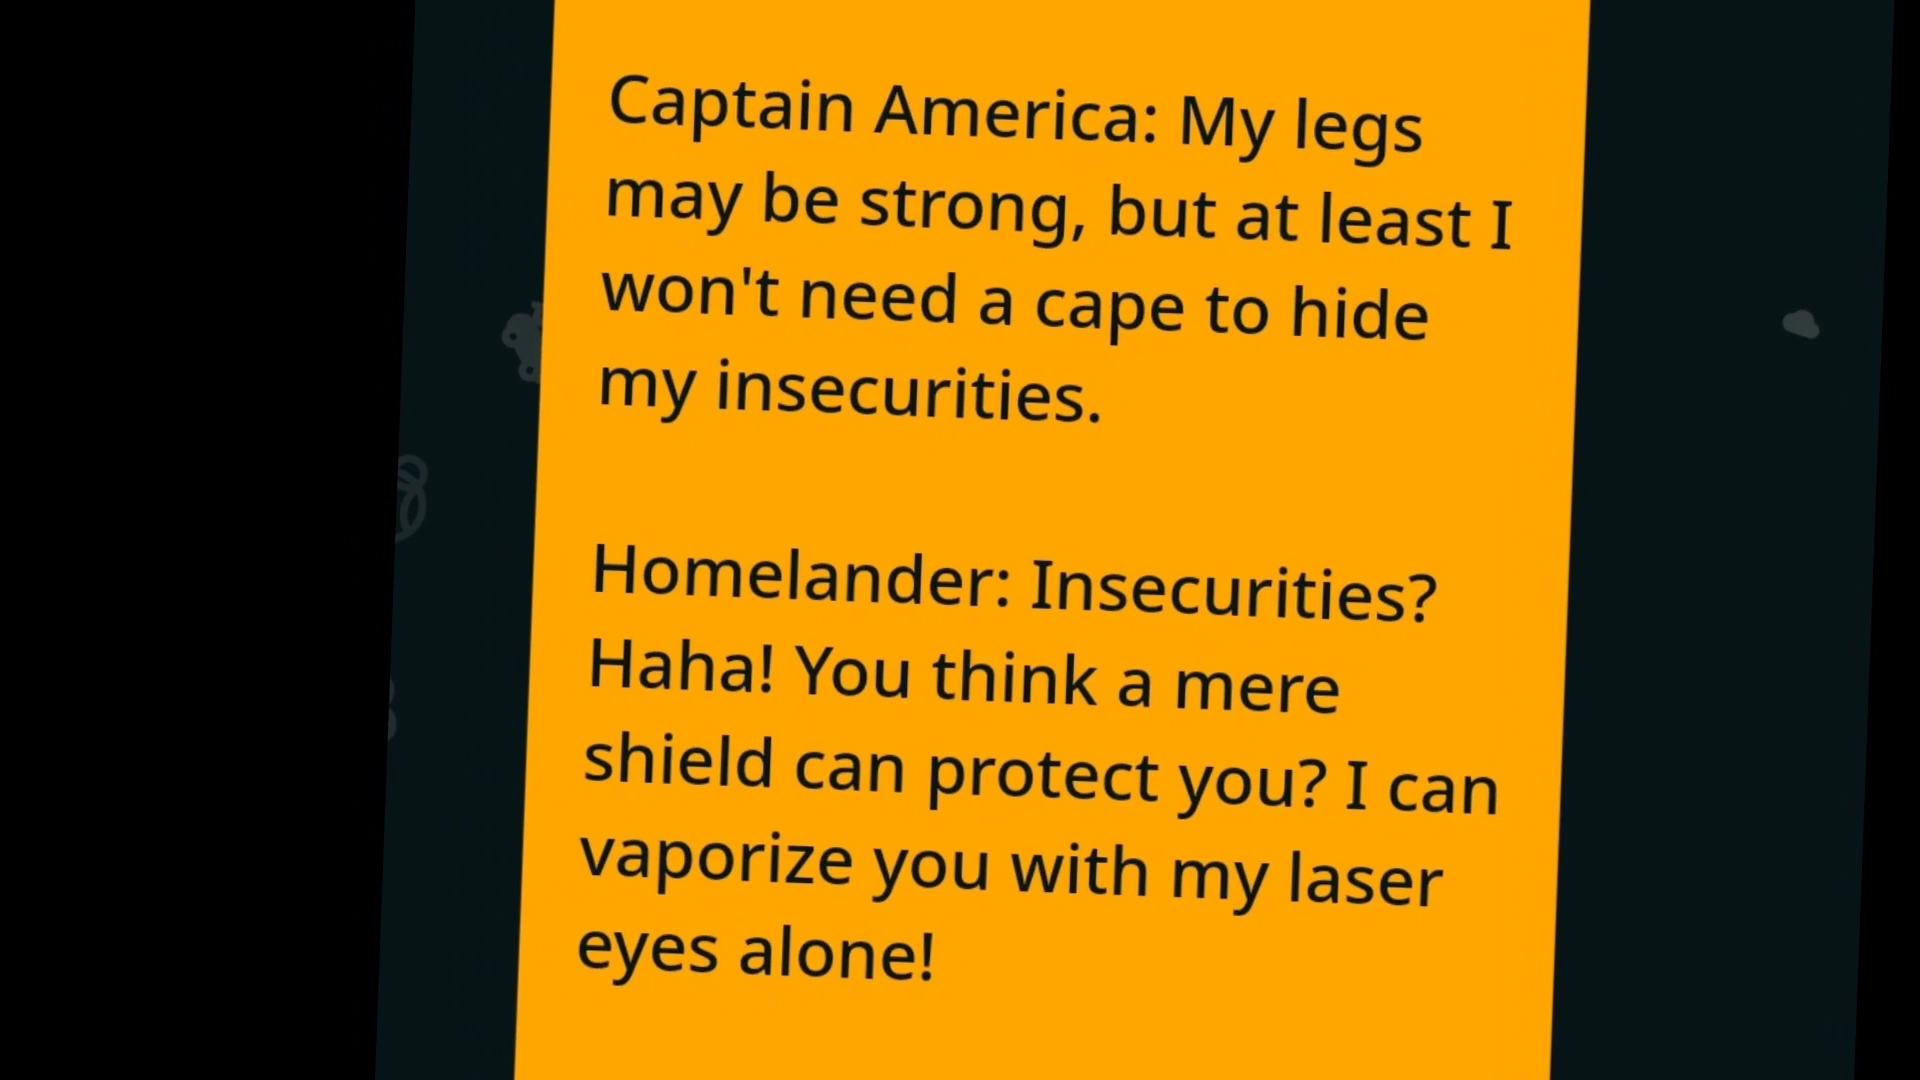 Captain America: My legs
may be strong, but at least I
won't need a cape to hide
my insecurities.
Homelander: Insecurities?
Haha! You think a mere
shield can protect you? I can
vaporize you with my laser
eyes alone!